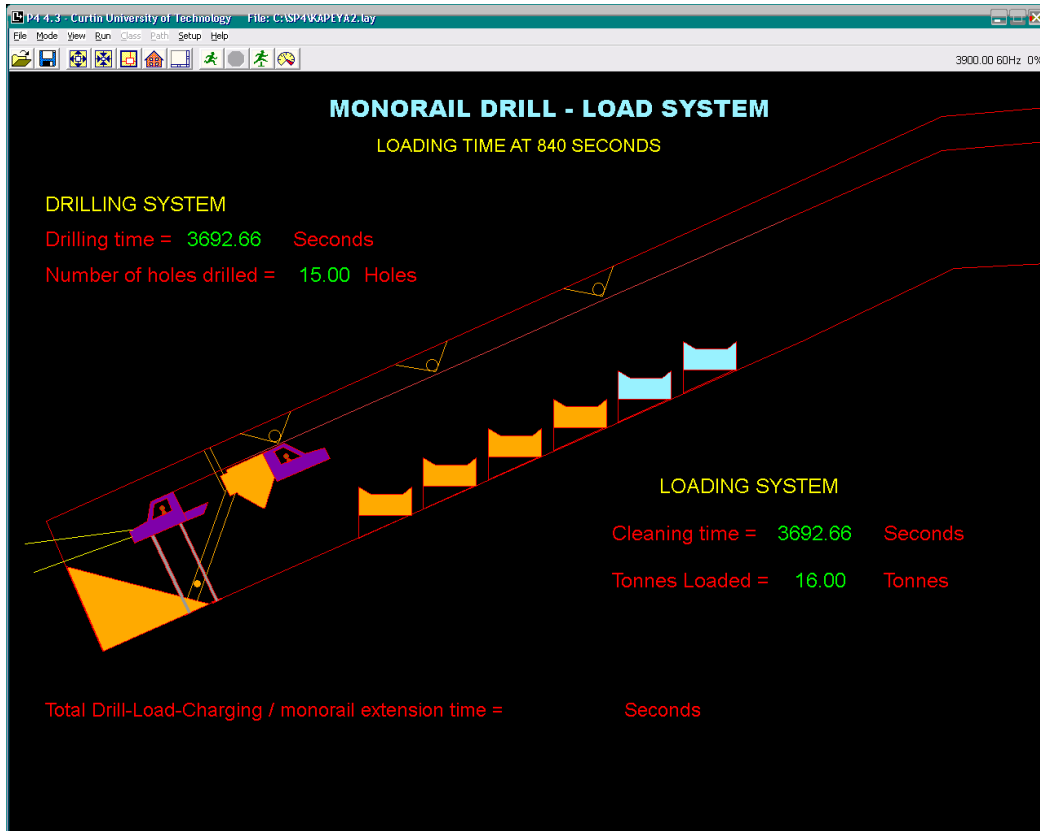 P4 4.3 - Curtin University of Technology File: C:\SP4\KAPEYA2.lay
File Mode View Run Class Path Setup Help
3900.00 60Hz 0%
MONORAIL DRILL - LOAD SYSTEM
LOADING TIME AT 840 SECONDS
DRILLING SYSTEM
Drilling time = 3692.66 Seconds
Number of holes drilled = 15.00 Holes
LOADING SYSTEM
Cleaning time = 3692.66 Seconds
Tonnes Loaded = 16.00 Tonnes
Total Drill-Load-Charging / monorail extension time = Seconds